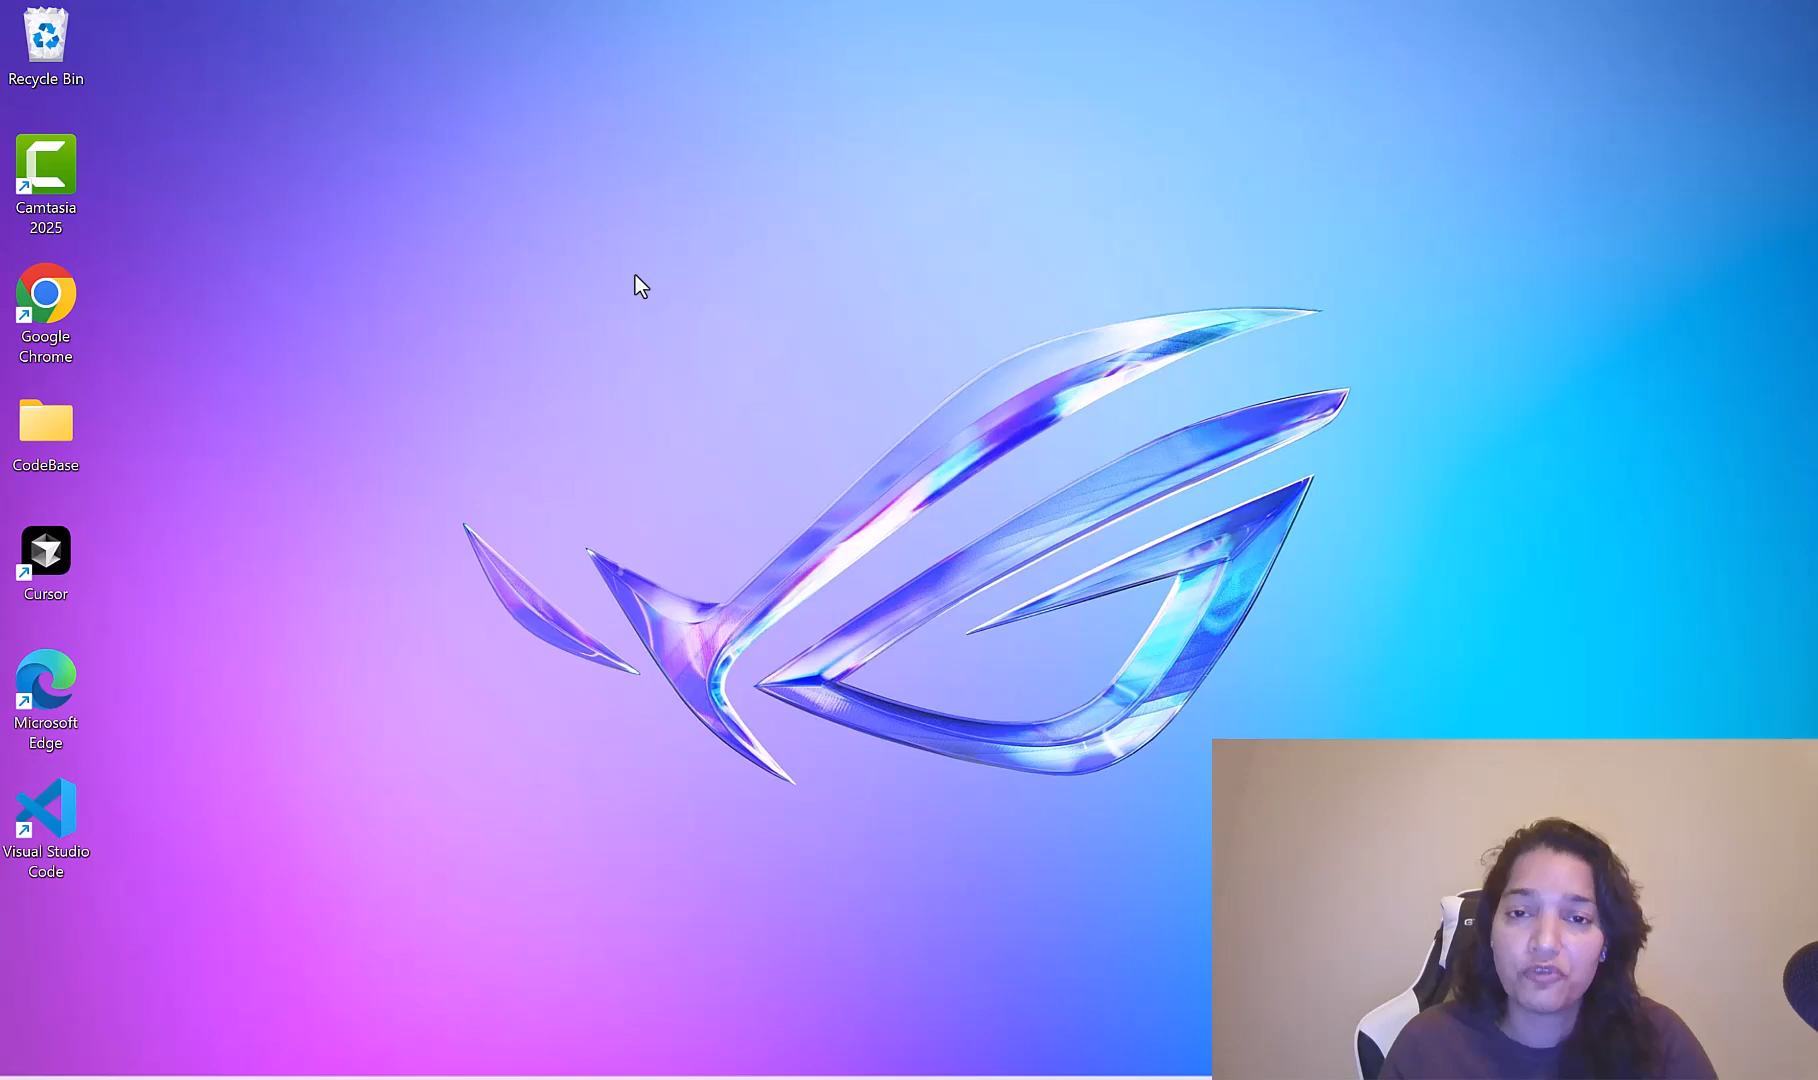 Recycle Bin
Camtasia
2025
Google
Chrome
CodeBase
Cursor
Microsoft
Edge
Visual Studio
Code